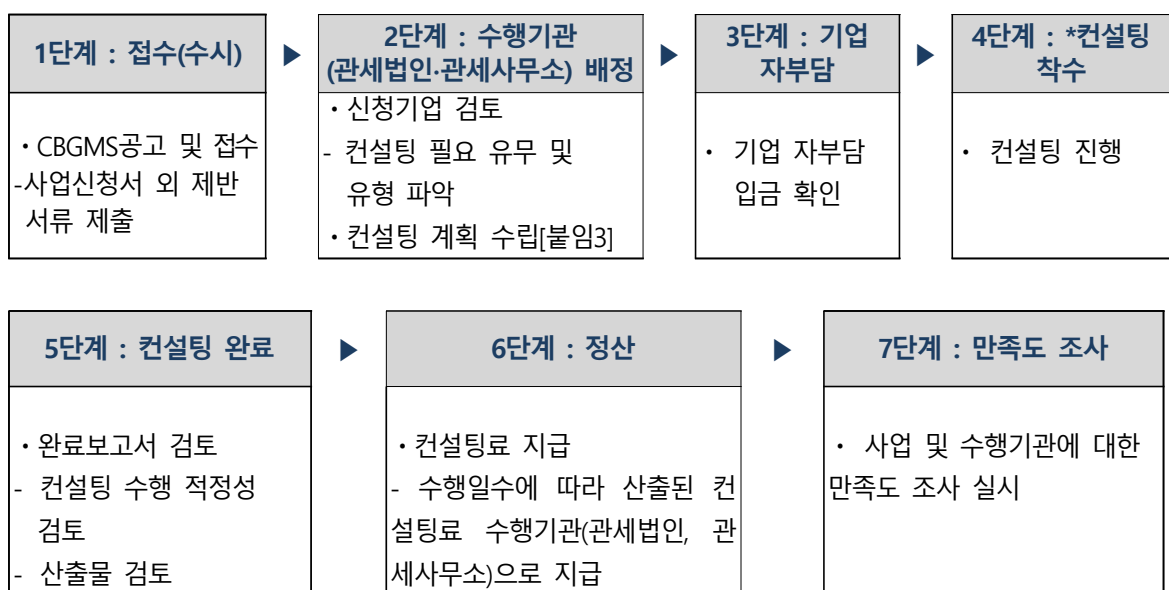 1단계 : 접수(수시)
▶
2단계 : 수행기관
(관세법인·관세사무소) 배정
▶
3단계 : 기업
자부담
▶
4단계 : *컨설팅
착수
・CBGMS공고 및 접수
-사업신청서 외 제반
서류 제출
・신청기업 검토
- 컨설팅 필요 유무 및
유형 파악
・컨설팅 계획 수립[붙임3]
・ 기업 자부담
입금 확인
・ 컨설팅 진행
5단계 : 컨설팅 완료
▶
6단계 : 정산
▶
7단계 : 만족도 조사
・완료보고서 검토
- 컨설팅 수행 적정성
검토
- 산출물 검토
・컨설팅료 지급
- 수행일수에 따라 산출된 컨
설팅료 수행기관(관세법인, 관
세사무소)으로 지급
・ 사업 및 수행기관에 대한
만족도 조사 실시